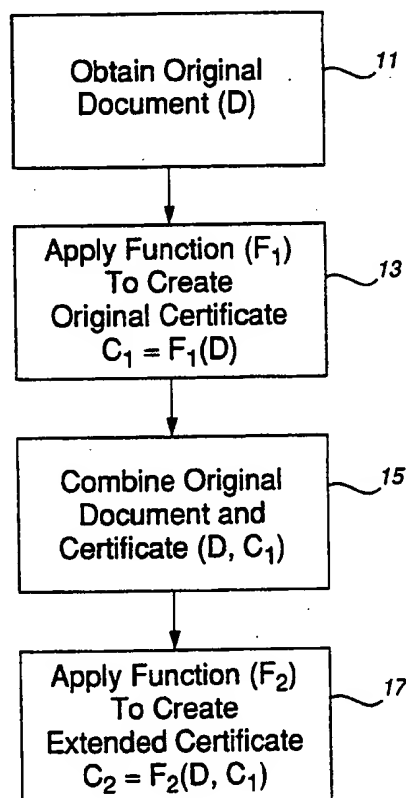 Obtain Original
Document (D)
11
Apply Function (F₁)
To Create
Original Certificate
C₁ = F₁(D)
13
Combine Original
Document and
Certificate (D, C₁)
15
Apply Function (F₂)
To Create
Extended Certificate
C₂ = F₂(D, C₁)
17